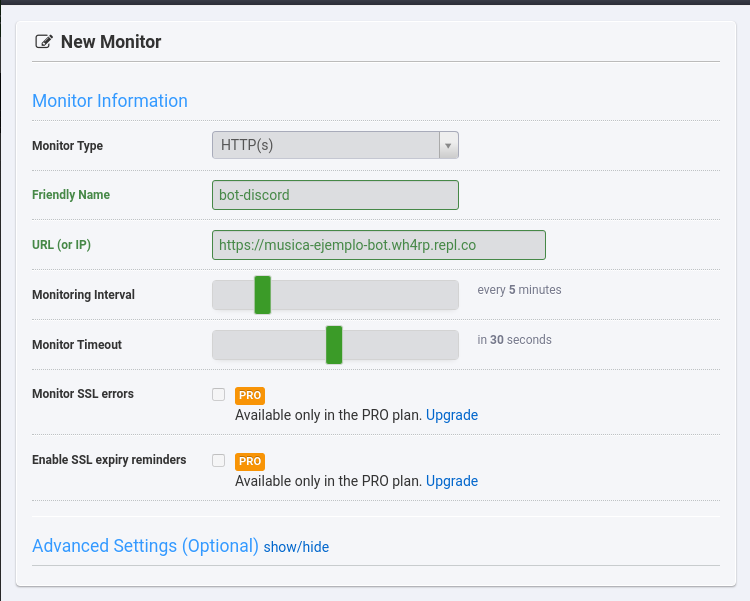 New Monitor
Monitor Information
Monitor Type HTTP(s)
Friendly Name bot-discord
URL (or IP) https://musica-ejemplo-bot.wh4rp.repl.co
Monitoring Interval every 5 minutes
Monitor Timeout in 30 seconds
Monitor SSL errors PRO
Available only in the PRO plan. Upgrade
Enable SSL expiry reminders PRO
Available only in the PRO plan. Upgrade
Advanced Settings (Optional) show/hide